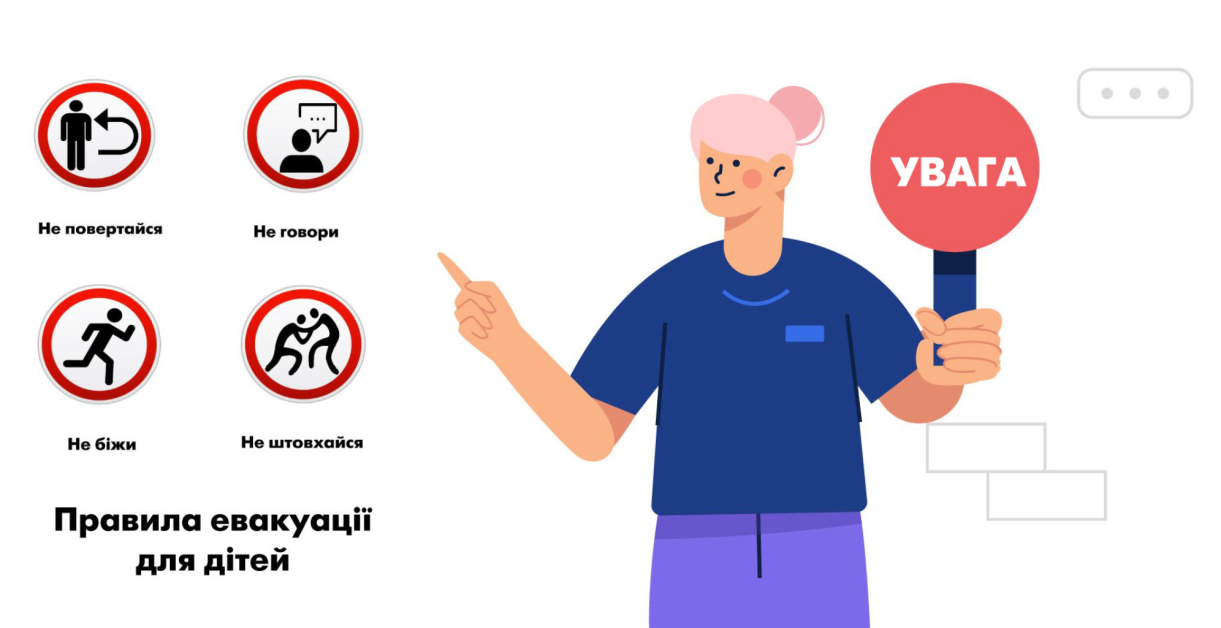 Не повертайся
Не говори
Не біжи
Не штовхайся
Правила евакуації
для дітей
УВАГА